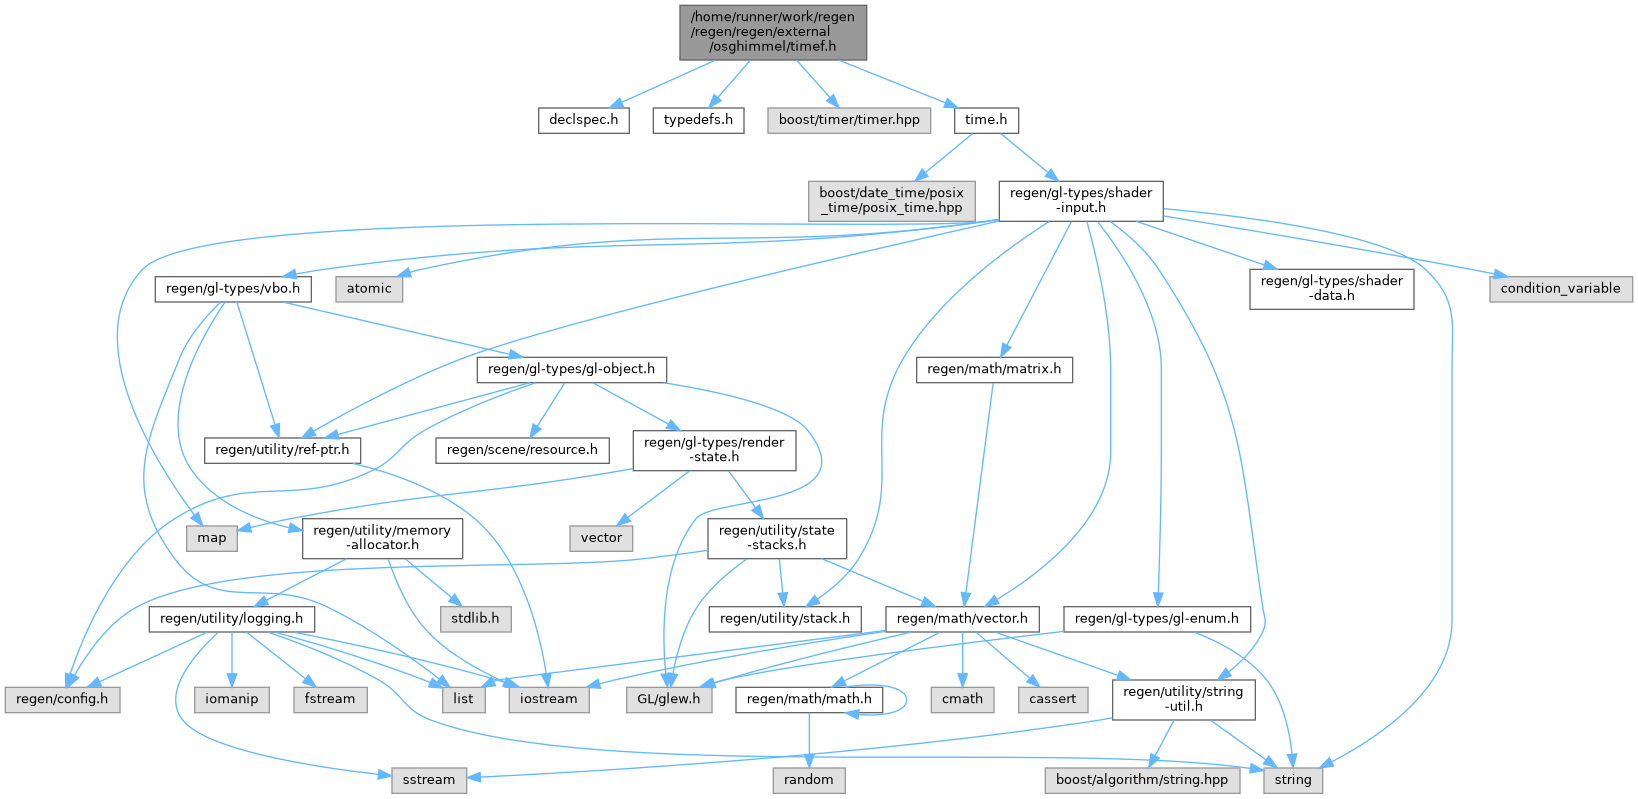 /home/runner/work/regen
/regen/regen/external
/osghimmel/timef.h
declspec.h
typedefs.h
boost/timer/timer.hpp
time.h
boost/date_time/posix
_time/posix_time.hpp
regen/gl-types/shader
-input.h
regen/gl-types/vbo.h
atomic
regen/gl-types/shader
-data.h
condition_variable
regen/gl-types/gl-object.h
regen/math/matrix.h
regen/utility/ref-ptr.h
regen/scene/resource.h
regen/gl-types/render
-state.h
map
regen/utility/memory
-allocator.h
vector
regen/utility/state
-stacks.h
regen/utility/logging.h
stdlib.h
regen/utility/stack.h
regen/math/vector.h
regen/gl-types/gl-enum.h
regen/config.h
iomanip
fstream
list
iostream
GL/glew.h
regen/math/math.h
cmath
cassert
regen/utility/string
-util.h
sstream
random
boost/algorithm/string.hpp
string